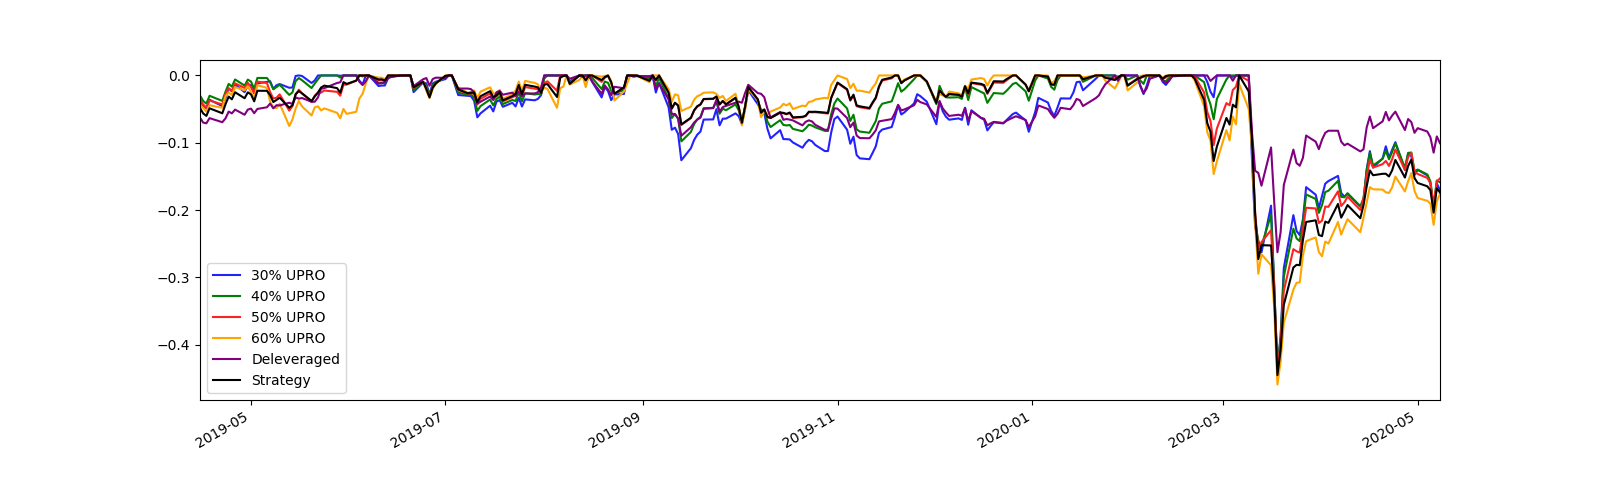 0.0
−0.1
−0.2
−0.3
−0.4
30% UPRO
40% UPRO
50% UPRO
60% UPRO
Deleveraged
Strategy
2019-05
2019-07
2019-09
2019-11
2020-01
2020-03
2020-05